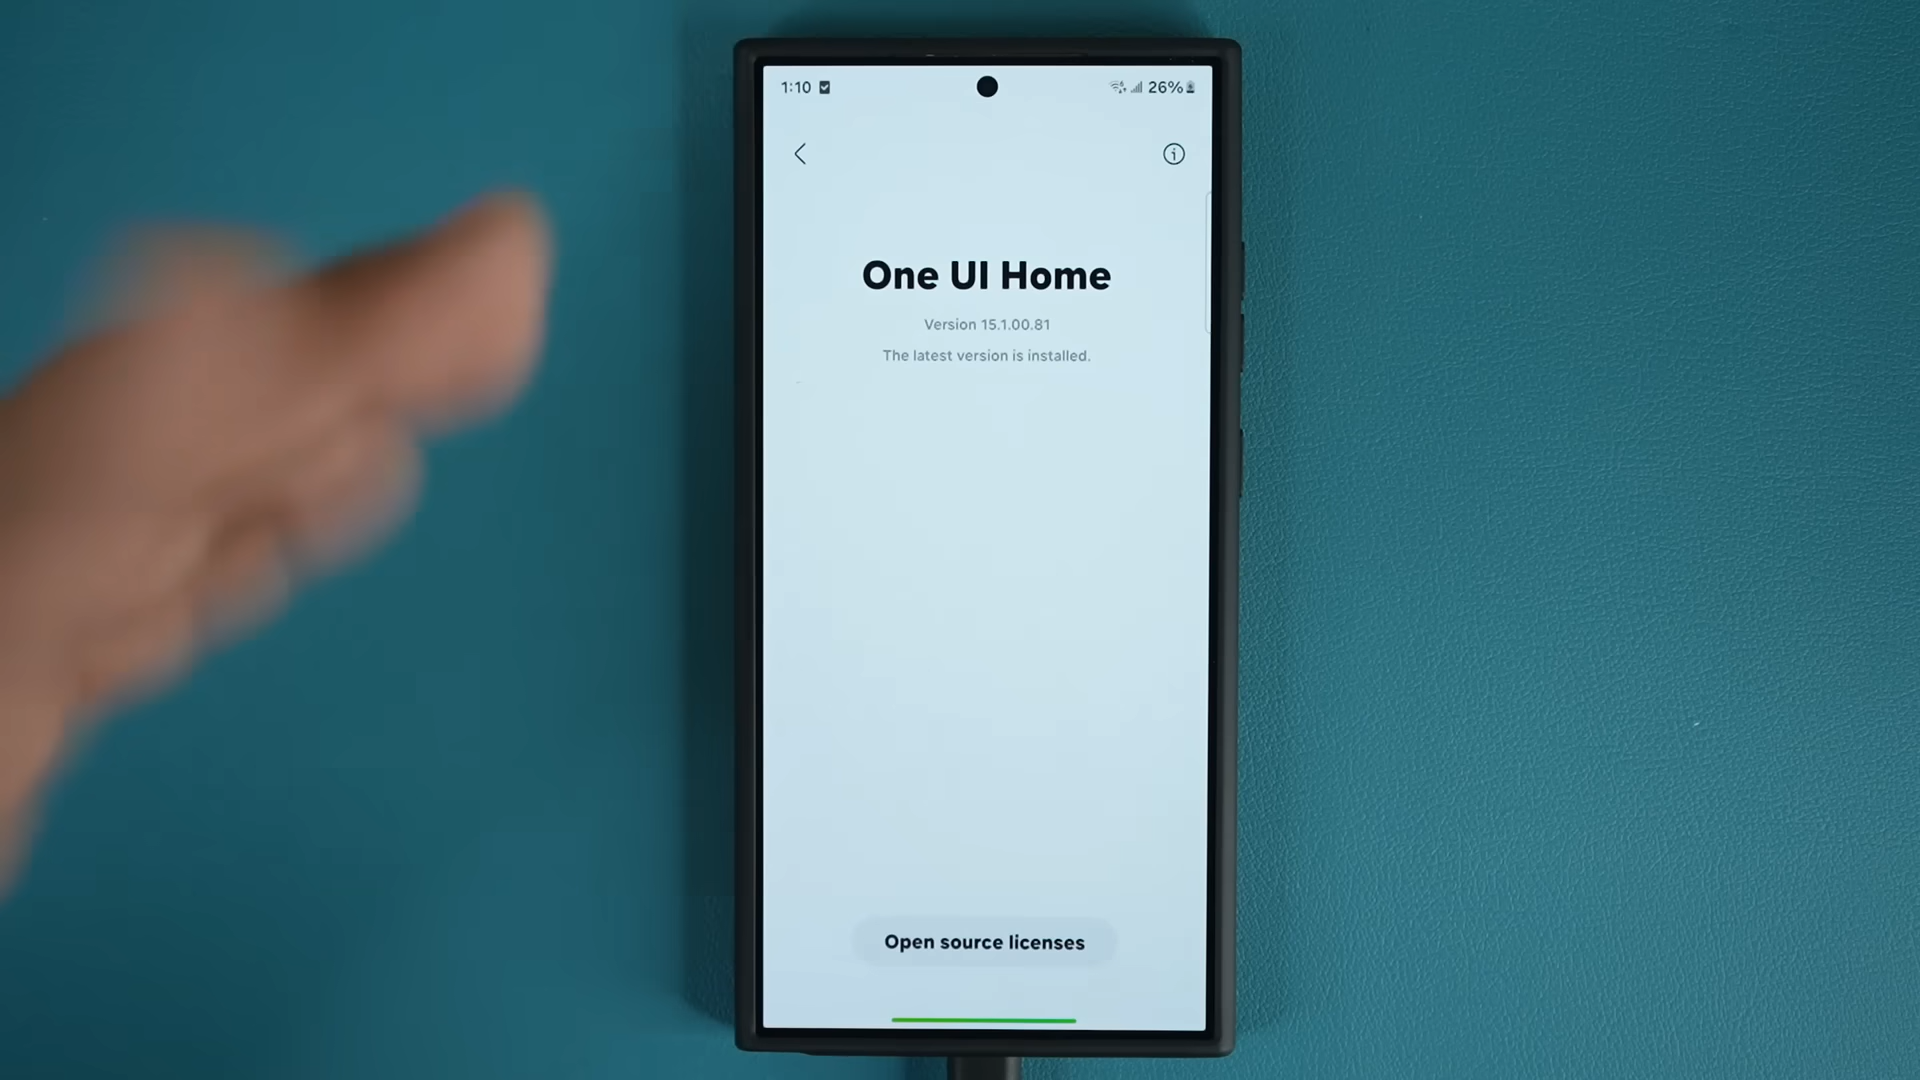 1:10 26%
One UI Home
Version 15.1.00.81
The latest version is installed.
Open source licenses